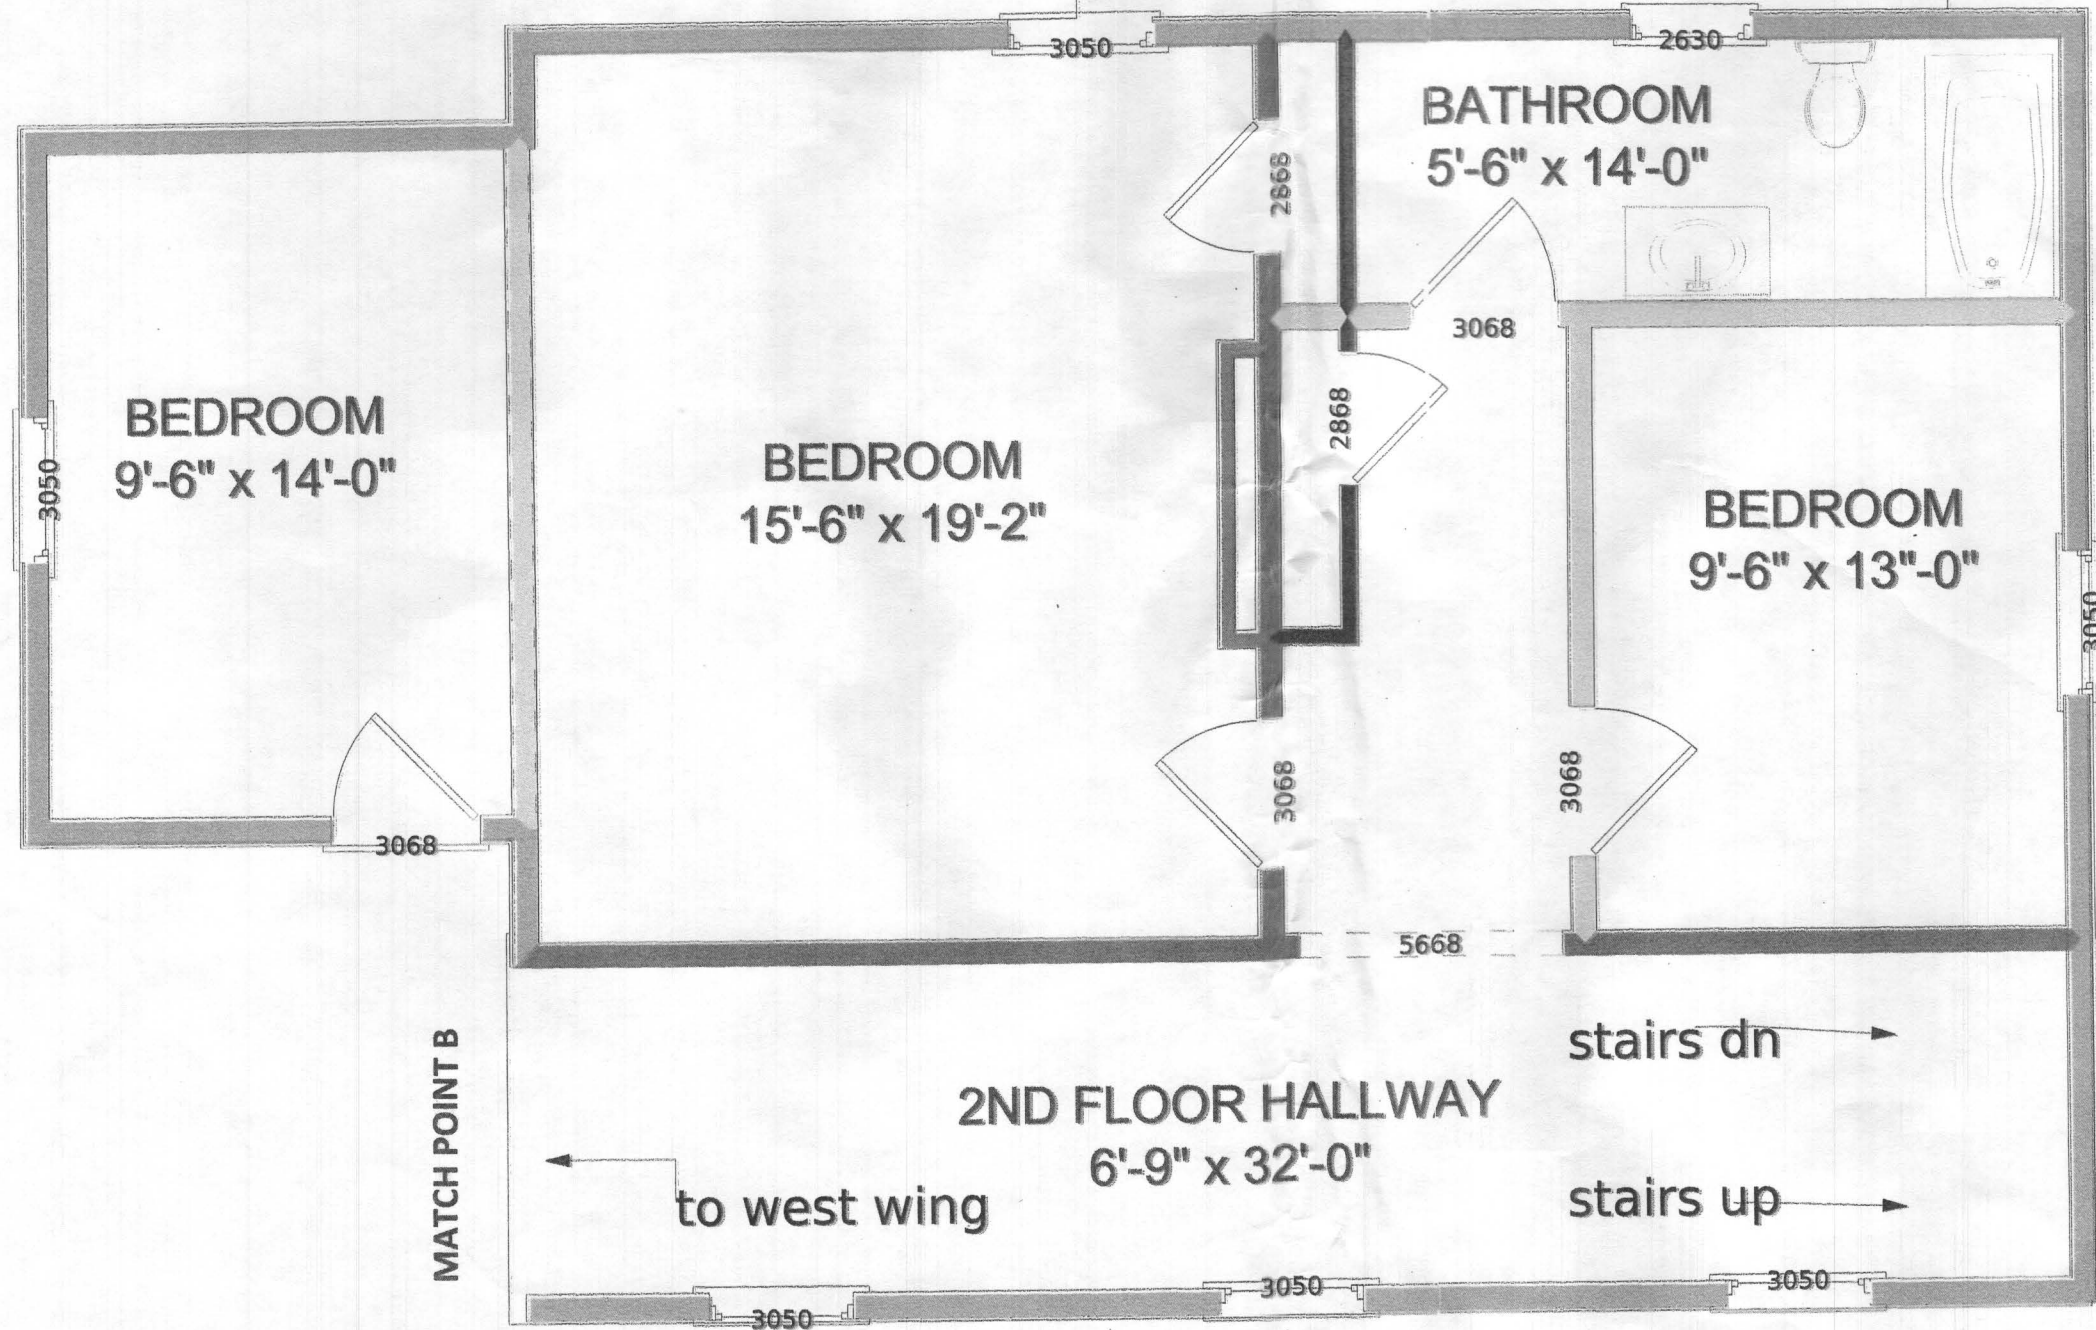 3050
2630
BATHROOM
5'-6" x 14'-0"
2868
3068
BEDROOM
9'-6" x 14'-0"
3050
BEDROOM
15'-6" x 19'-2"
2868
BEDROOM
9'-6" x 13"-0"
3050
3068
3068
3068
5668
MATCH POINT B
stairs dn
2ND FLOOR HALLWAY
6'-9" x 32'-0"
to west wing
stairs up
3050
3050
3050